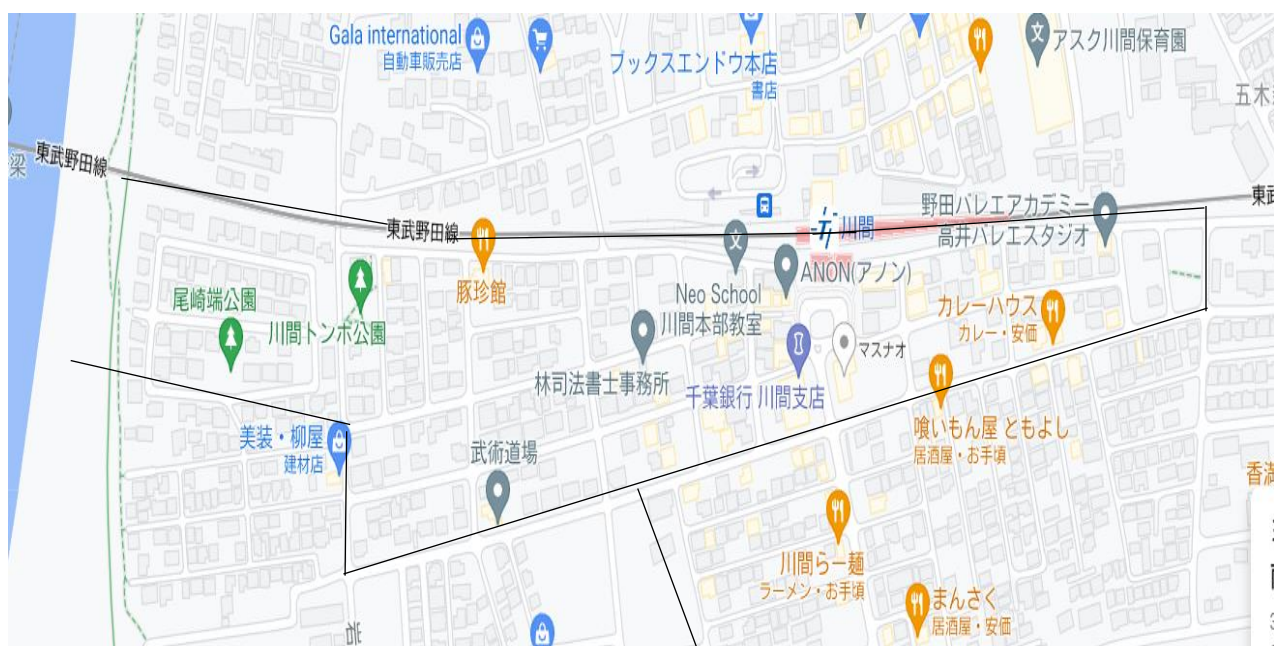 Gala international
自動車販売店
ブックスエンドウ本店
書店
アスク川間保育園
五木
東武野田線
梁
東武野田線
川間
野田バレエアカデミー
高井バレエスタジオ
東武
豚珍館
尾崎端公園
川間トンボ公園
Neo School
川間本部教室
ANON(アノン)
カレーハウス
カレー・安価
マスナオ
林司法書士事務所
千葉銀行 川間支店
喰いもん屋 ともよし
居酒屋・お手頃
美装・柳屋
建材店
武術道場
香満
川間らー麺
ラーメン・お手頃
まんさく
居酒屋・安価
岩